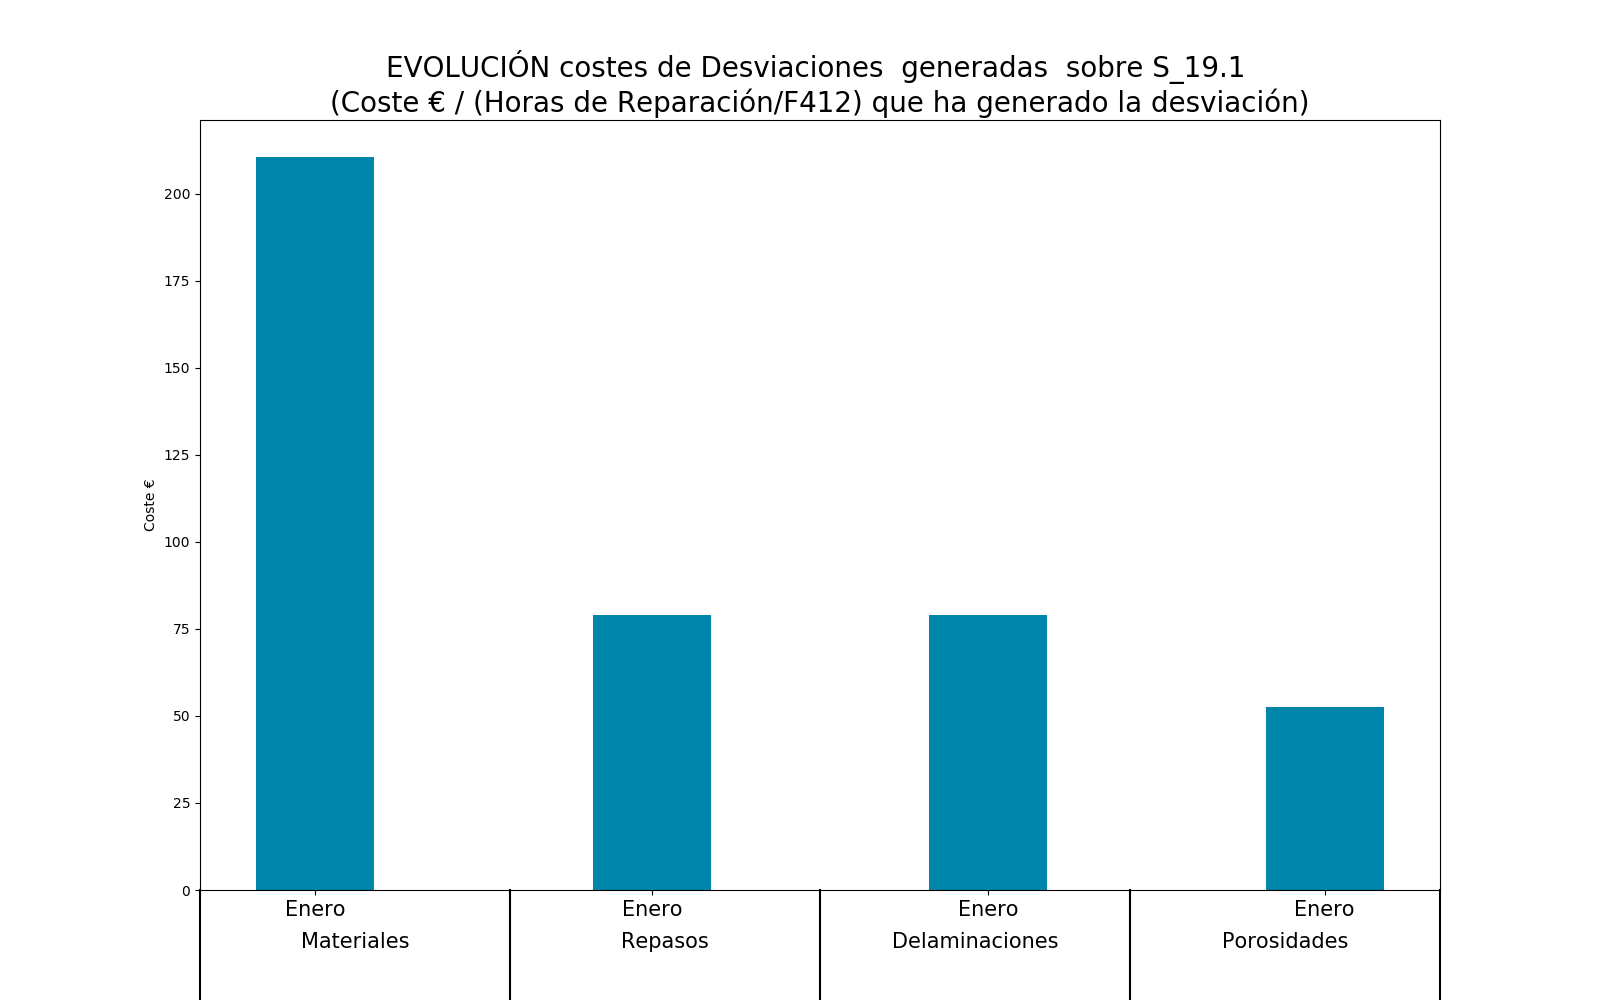 EVOLUCIÓN costes de Desviaciones  generadas  sobre S_19.1
(Coste € / (Horas de Reparación/F412) que ha generado la desviación)
200
175
150
125
100
75
50
25
0
Coste €
Enero Enero Enero Enero
Materiales Repasos Delaminaciones Porosidades